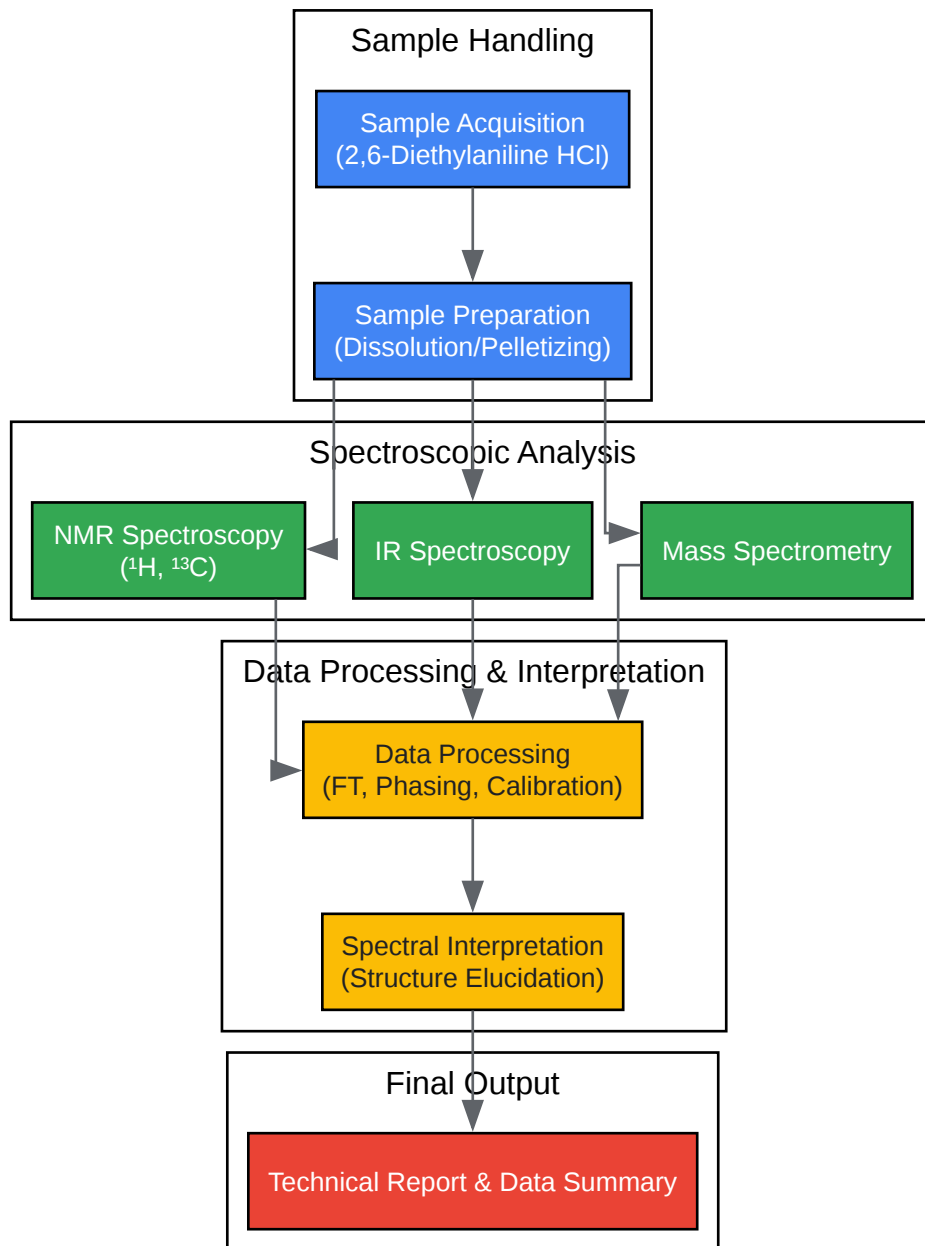 Sample Handling
Sample Acquisition
(2,6-Diethylaniline HCl)
Sample Preparation
(Dissolution/Pelletizing)
Spectroscopic Analysis
NMR Spectroscopy
(¹H, ¹³C)
IR Spectroscopy
Mass Spectrometry
Data Processing & Interpretation
Data Processing
(FT, Phasing, Calibration)
Spectral Interpretation
(Structure Elucidation)
Final Output
Technical Report & Data Summary